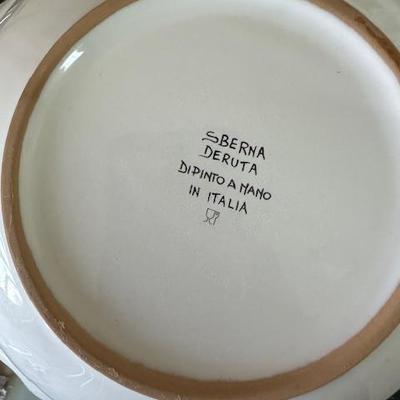 SBERNA
DERUTA
DIPINTO A MANO
IN ITALIA